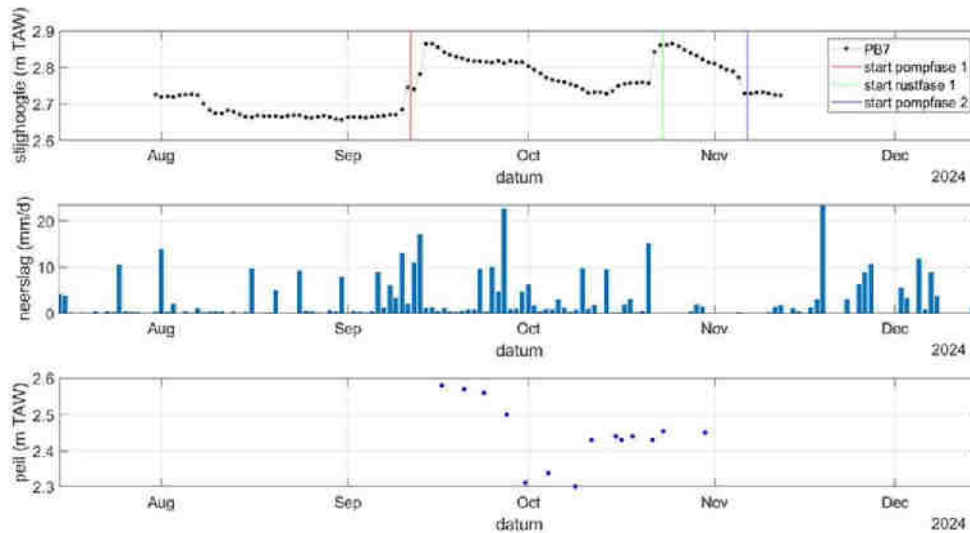 stijghoogte (m TAW)
2.9
2.8
2.7
2.6
PB7
start pompfase 1
start rustfase 1
start pompfase 2
Aug
Sep
Oct
Nov
Dec
datum
2024
neerslag (mm/d)
20
10
0
Aug
Sep
Oct
Nov
Dec
datum
2024
peil (m TAW)
2.6
2.5
2.4
2.3
Aug
Sep
Oct
Nov
Dec
datum
2024